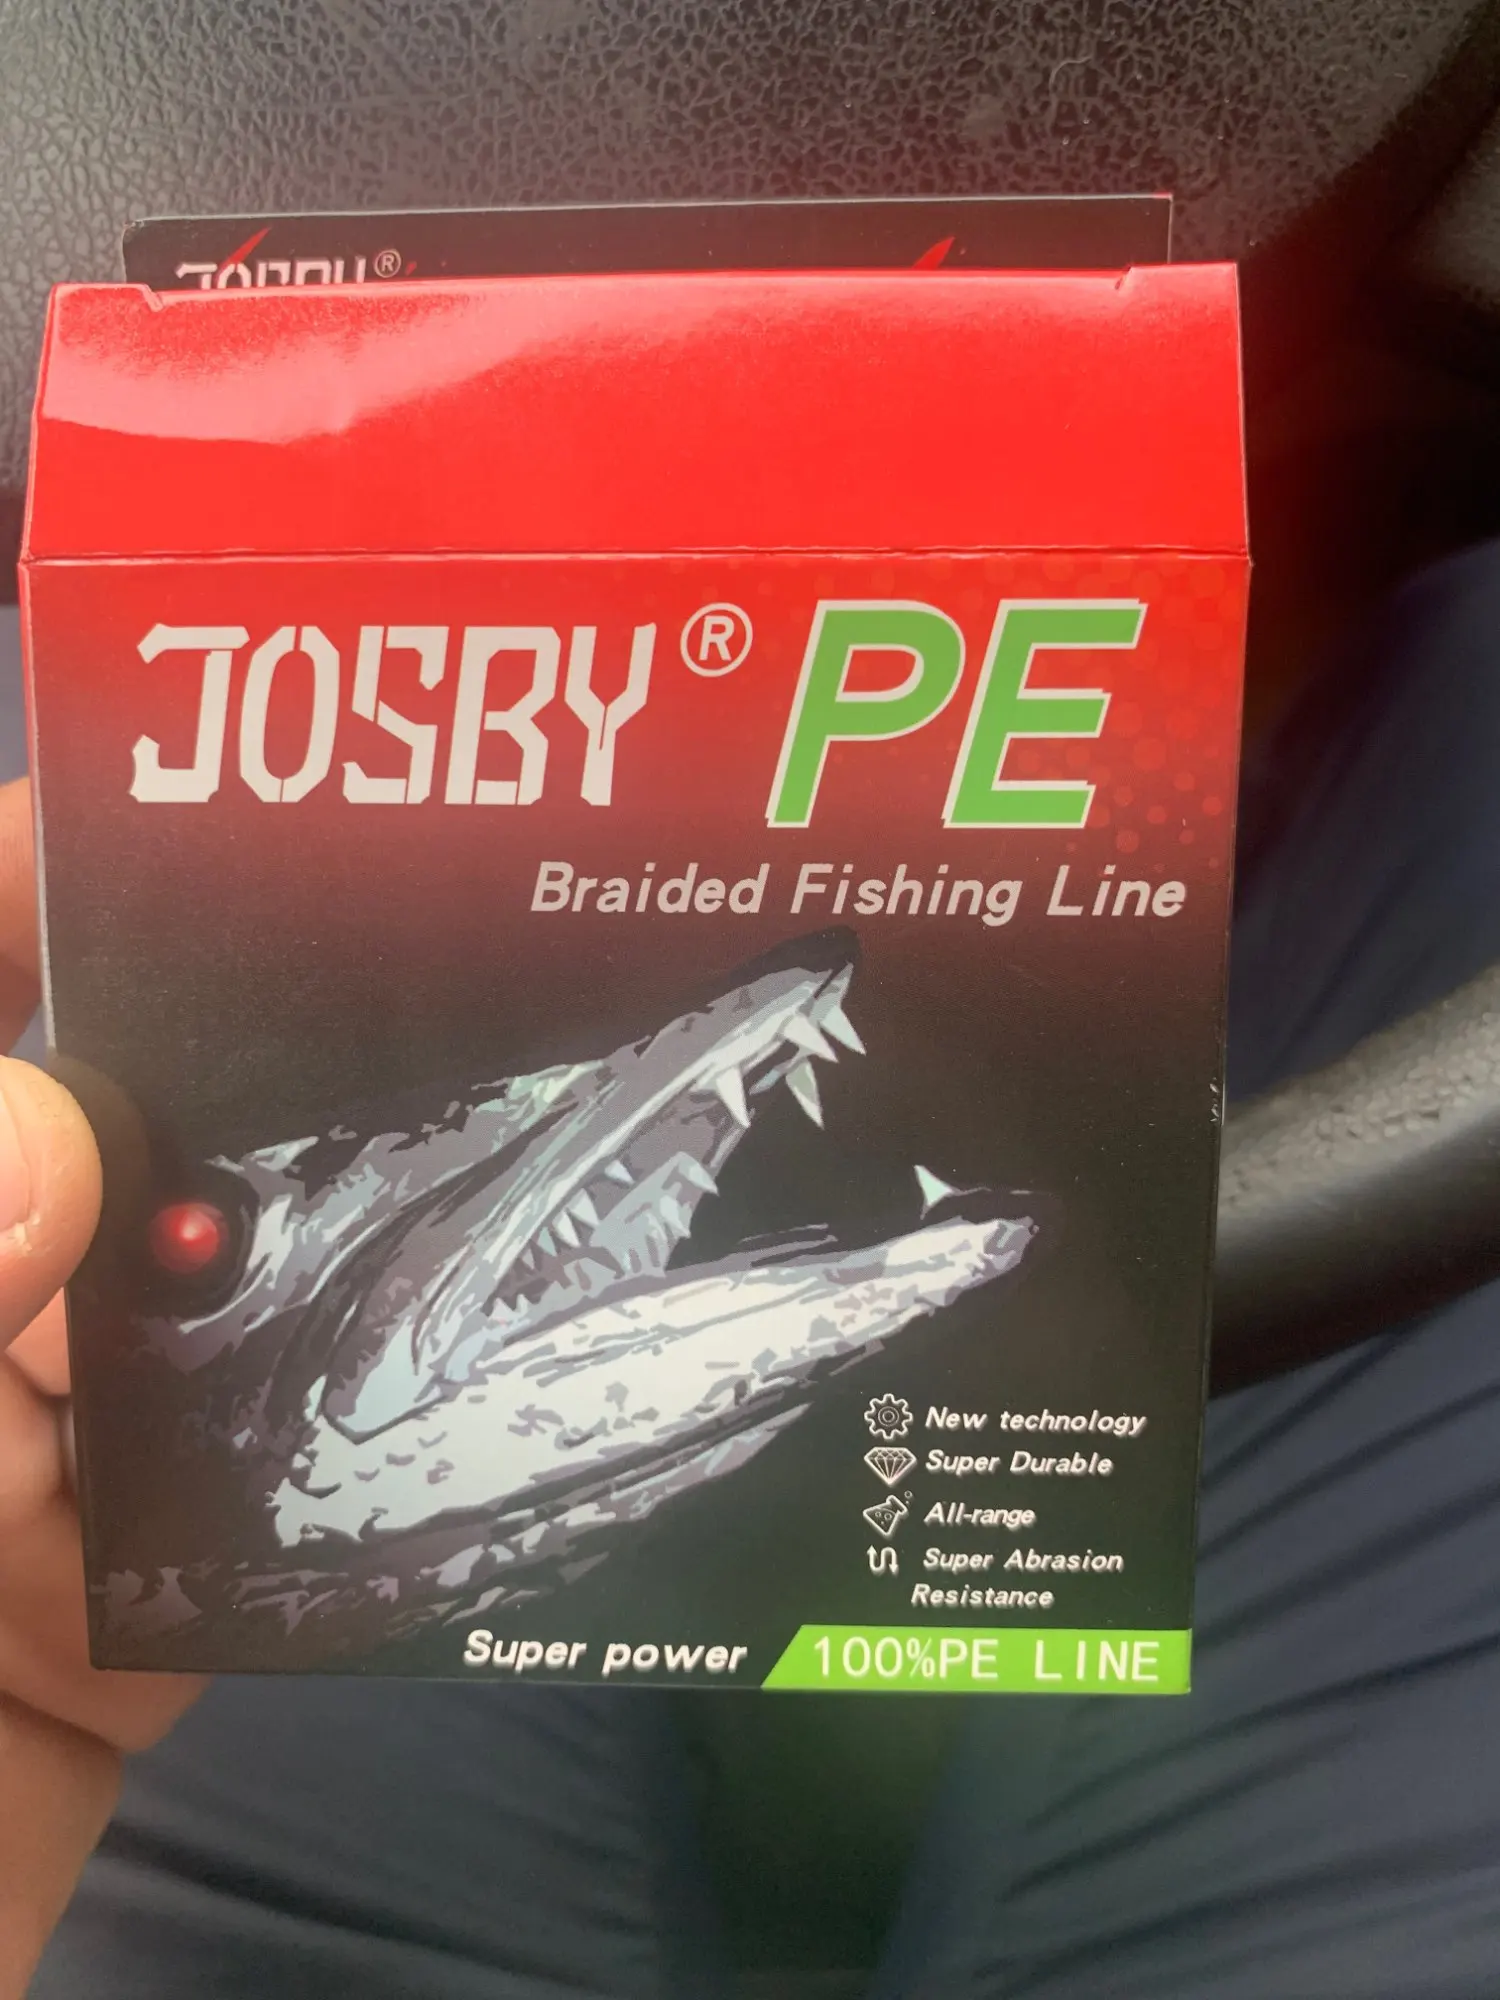 JOSBY®
JOSBY® PE
Braided Fishing Line
New technology
Super Durable
All-range
Super Abrasion
Resistance
Super power 100%PE LINE